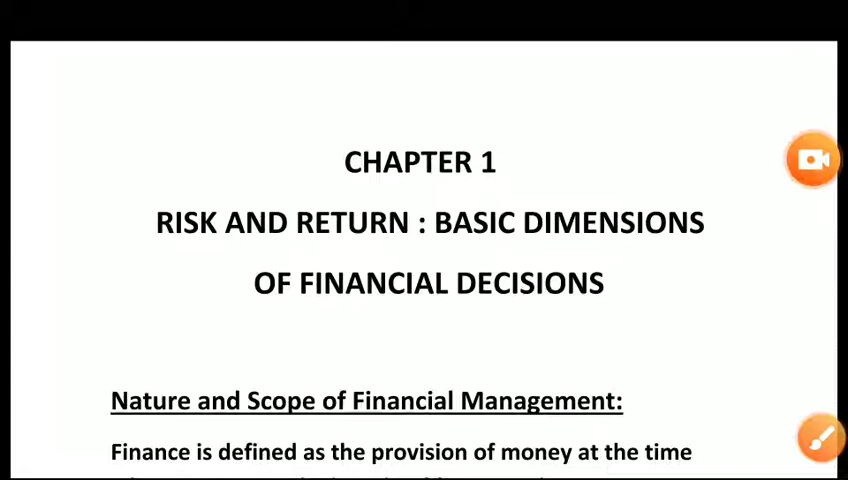 CHAPTER 1
RISK AND RETURN : BASIC DIMENSIONS
OF FINANCIAL DECISIONS
Nature and Scope of Financial Management:
Finance is defined as the provision of money at the time